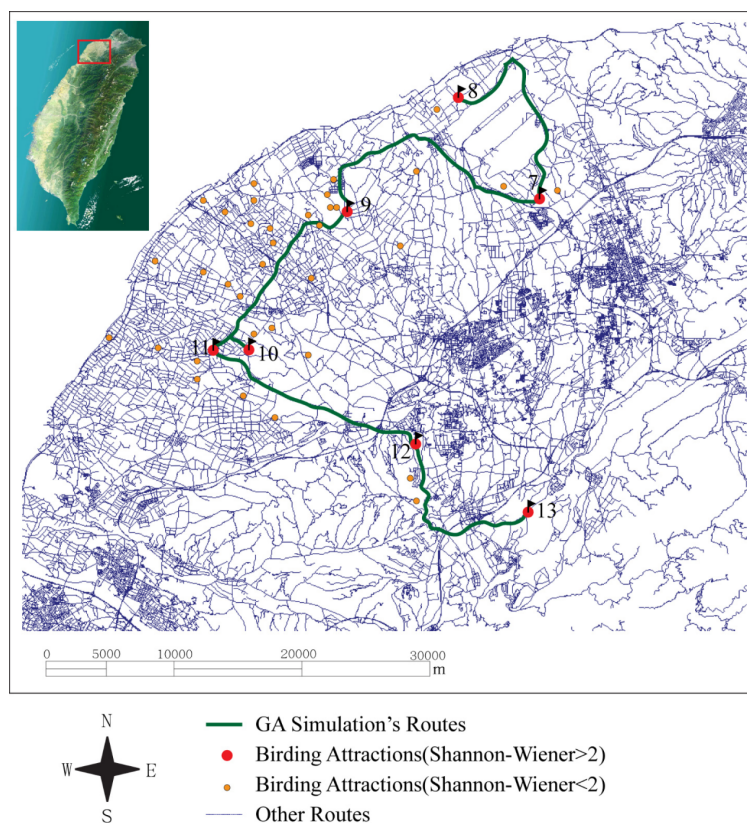 8
7
9
11
10
12
13
0 5000 10000 20000 30000
m
N
W E
S
GA Simulation's Routes
Birding Attractions(Shannon-Wiener>2)
Birding Attractions(Shannon-Wiener<2)
Other Routes